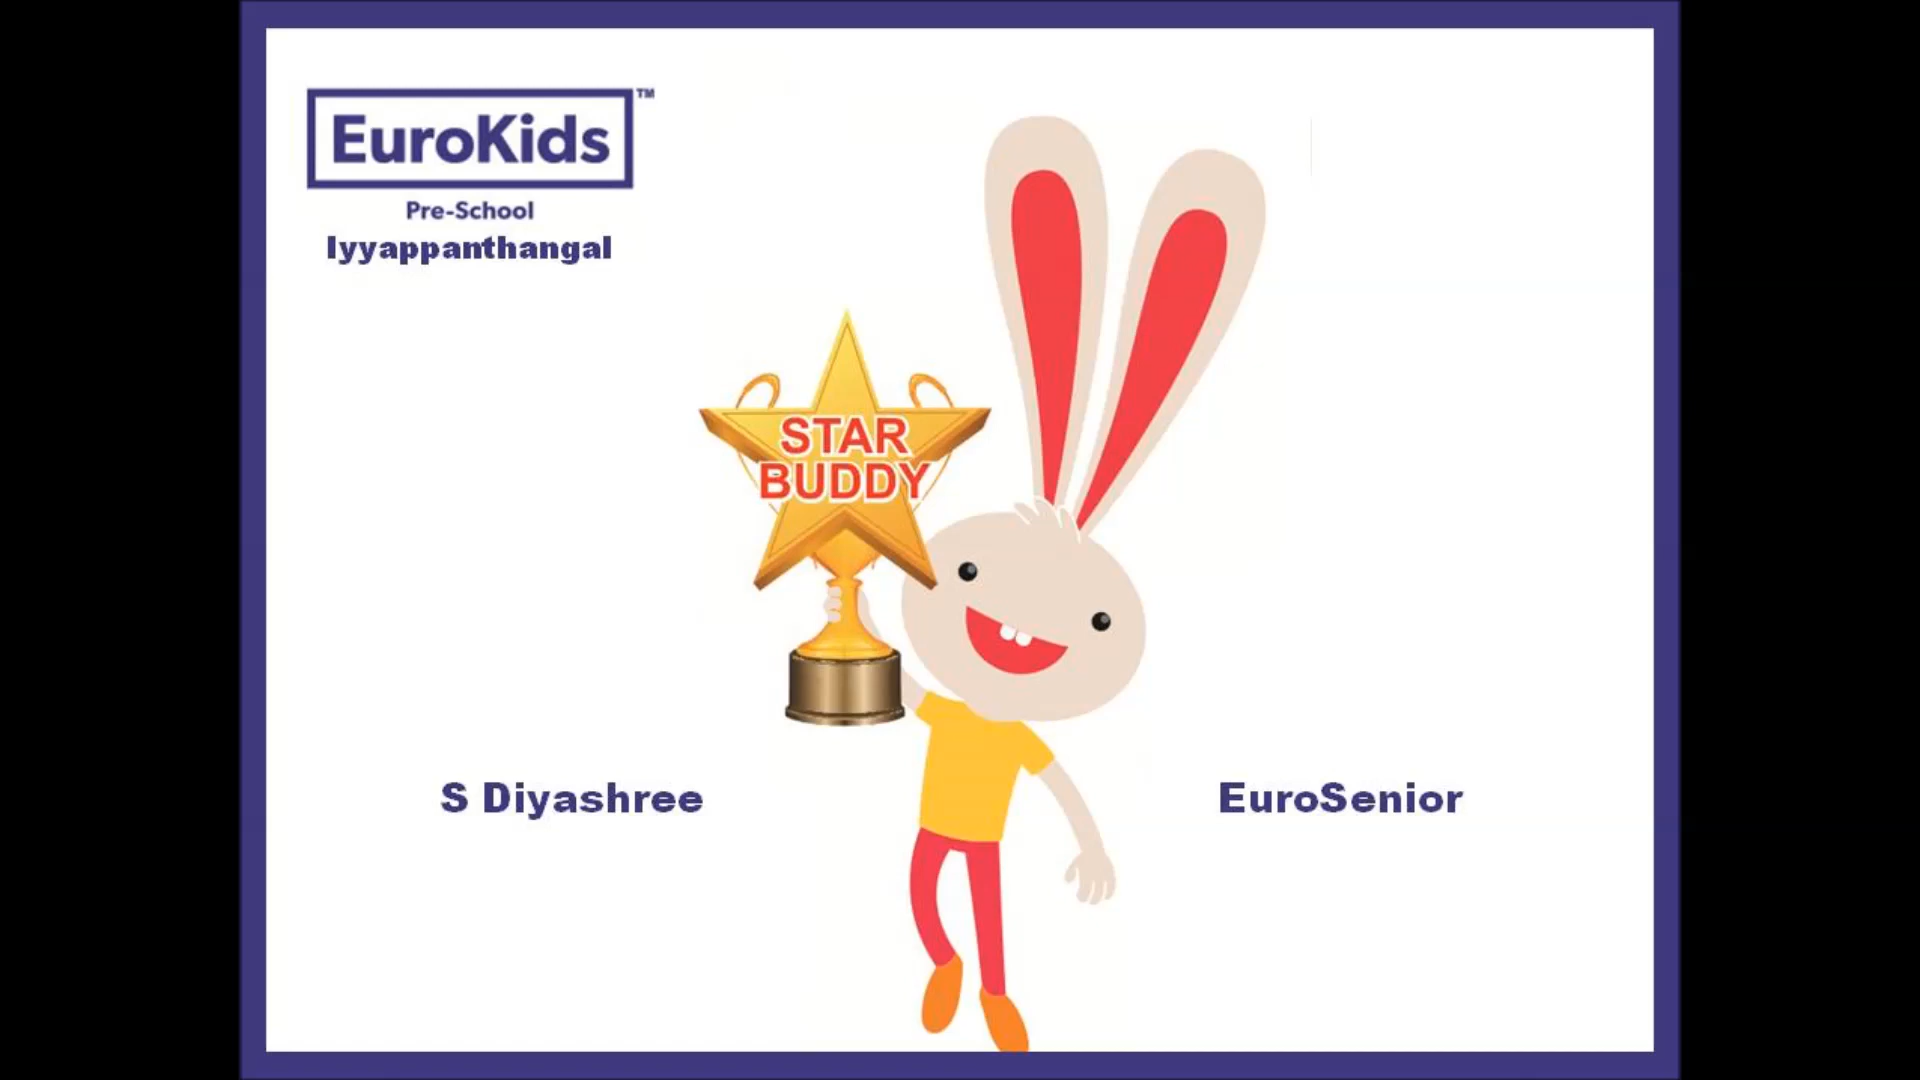 EuroKids™
Pre-School
Iyyappanthangal
STAR
BUDDY
S Diyashree
EuroSenior